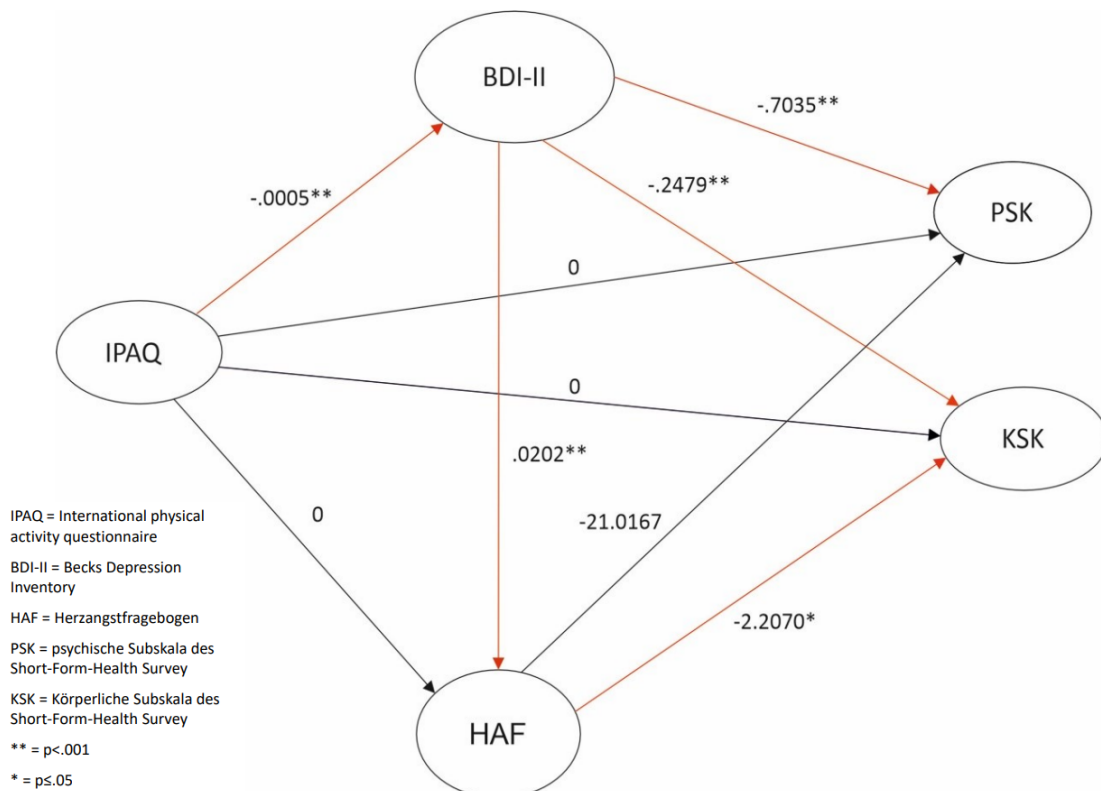 BDI-II
-.7035**
-.2479**
-.0005**
PSK
0
IPAQ
0
KSK
.0202**
0
-21.0167
-2.2070*
HAF
IPAQ = International physical
activity questionnaire
BDI-II = Becks Depression
Inventory
HAF = Herzangstfragebogen
PSK = psychische Subskala des
Short-Form-Health Survey
KSK = Körperliche Subskala des
Short-Form-Health Survey
** = p<.001
* = p≤.05